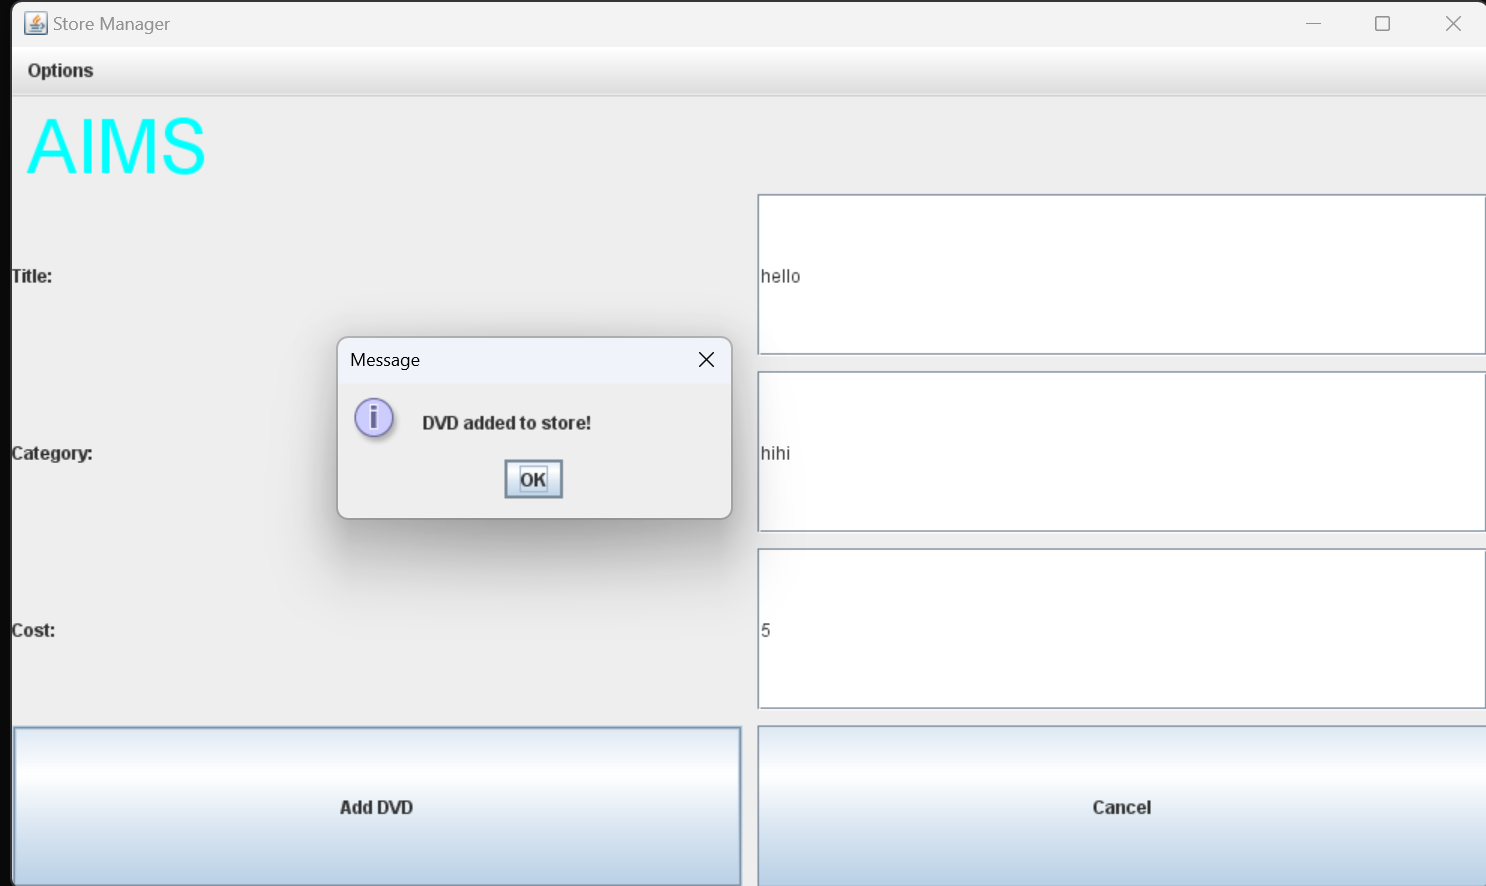 Store Manager
Options
AIMS
Title:
hello
Message
DVD added to store!
OK
Category:
hihi
Cost:
5
Add DVD
Cancel